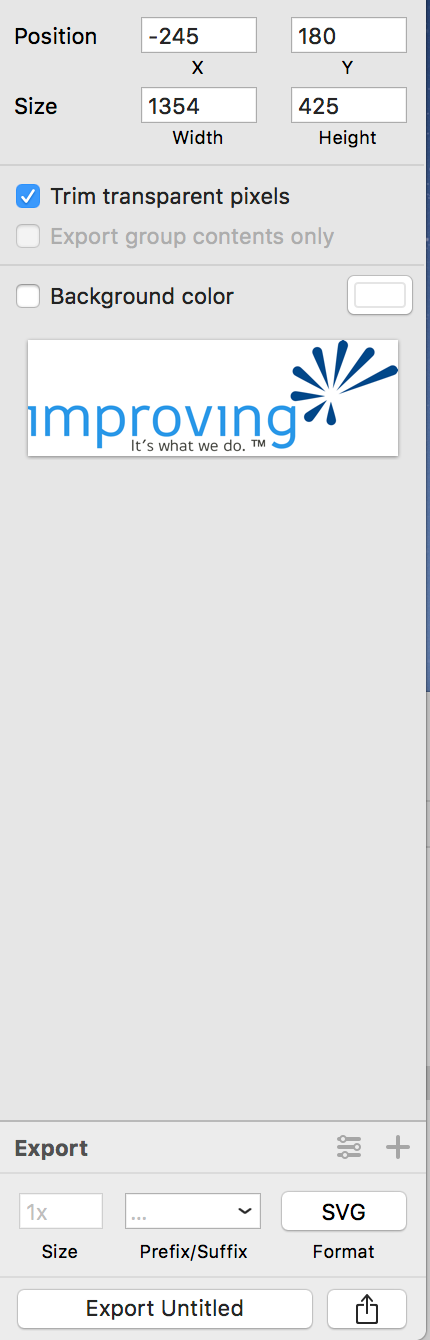 Position -245 180
X Y
Size 1354 425
Width Height
Trim transparent pixels
Export group contents only
Background color
improving
It's what we do. ™
Export
1x ... SVG
Size Prefix/Suffix Format
Export Untitled